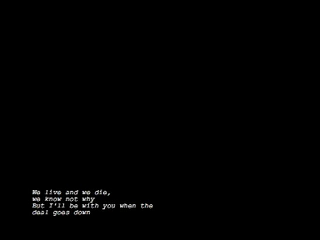 We live and we die,
we know not why
But I'll be with you when the
deal goes down